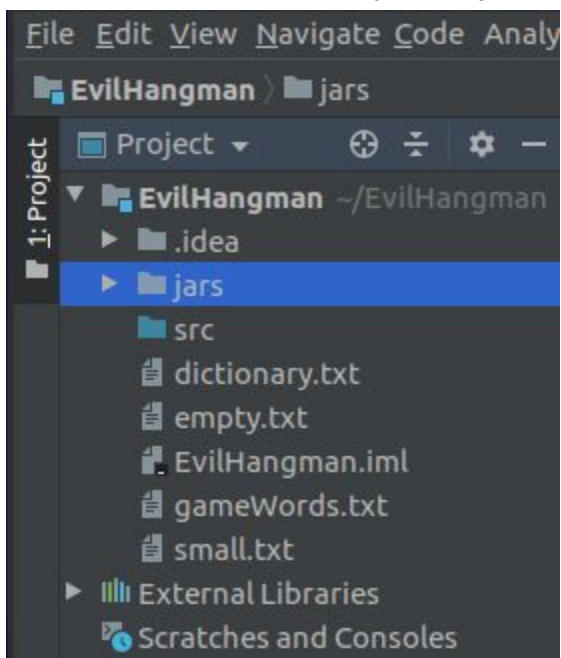 File Edit View Navigate Code Analy
EvilHangman jars
1: Project
Project
EvilHangman ~/EvilHangman
.idea
jars
src
dictionary.txt
empty.txt
EvilHangman.iml
gameWords.txt
small.txt
External Libraries
Scratches and Consoles